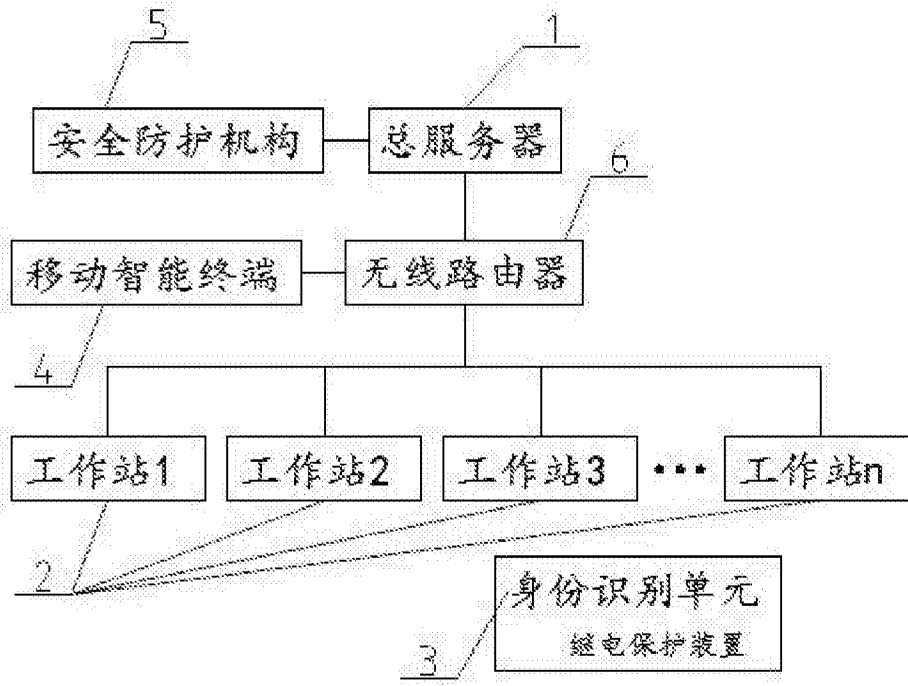 5 1
安全防护机构 总服务器
6
移动智能终端 无线路由器
4
工作站1 工作站2 工作站3 ••• 工作站n
2
身份识别单元
继电保护装置
3